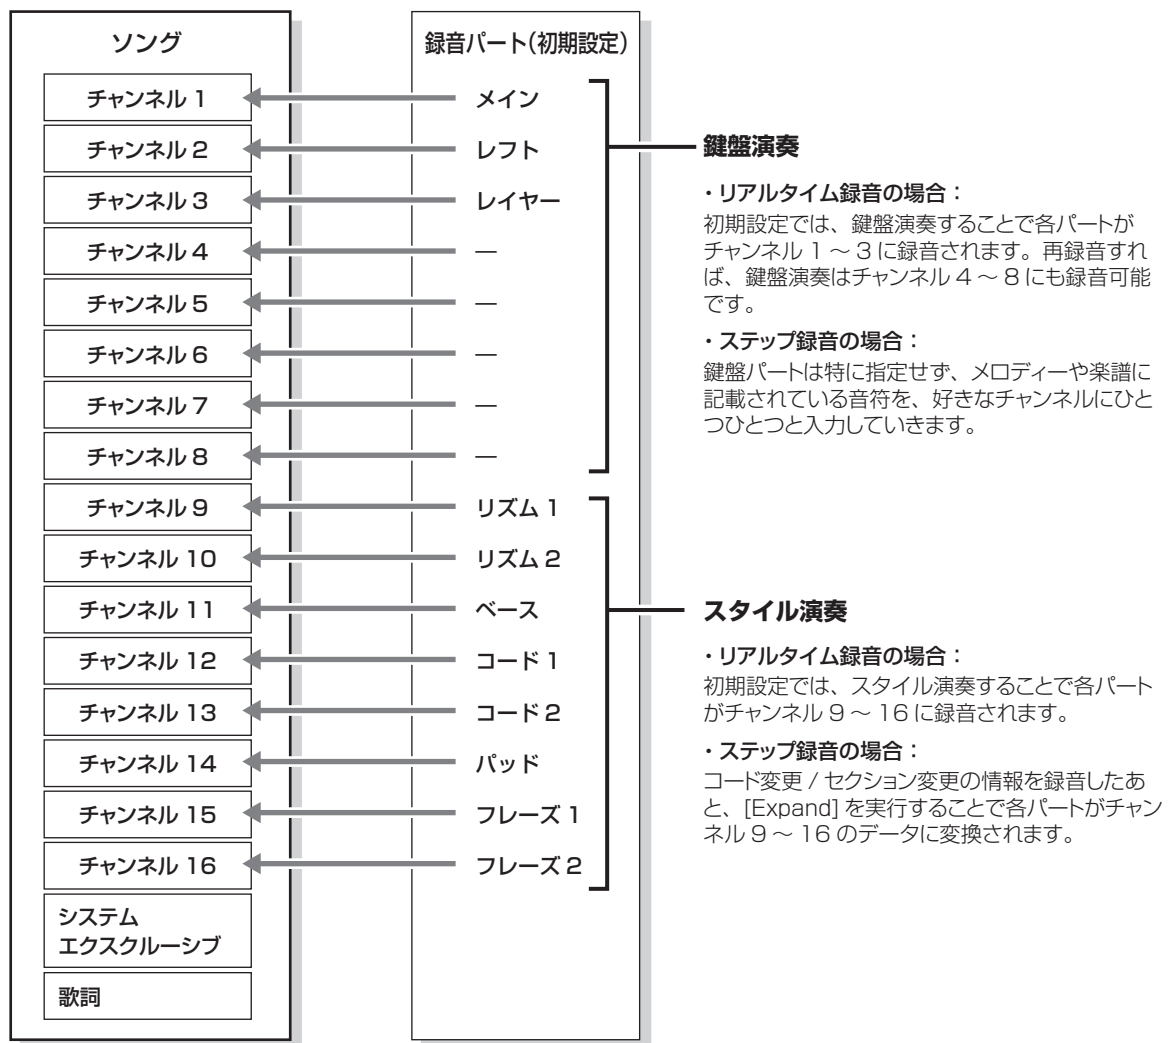 ソング
録音パート(初期設定)
チャンネル 1
メイン
チャンネル 2
レフト
チャンネル 3
レイヤー
チャンネル 4
—
チャンネル 5
—
チャンネル 6
—
チャンネル 7
—
チャンネル 8
—
チャンネル 9
リズム 1
チャンネル 10
リズム 2
チャンネル 11
ベース
チャンネル 12
コード 1
チャンネル 13
コード 2
チャンネル 14
パッド
チャンネル 15
フレーズ 1
チャンネル 16
フレーズ 2
システム
エクスクルーシブ
歌詞
鍵盤演奏
・リアルタイム録音の場合：
初期設定では、鍵盤演奏することで各パートが
チャンネル 1 ～ 3 に録音されます。再録音すれ
ば、鍵盤演奏はチャンネル 4 ～ 8 にも録音可能
です。
・ステップ録音の場合：
鍵盤パートは特に指定せず、メロディーや楽譜に
記載されている音符を、好きなチャンネルにひと
つひとつと入力していきます。
スタイル演奏
・リアルタイム録音の場合：
初期設定では、スタイル演奏することで各パート
がチャンネル 9 ～ 16 に録音されます。
・ステップ録音の場合：
コード変更 / セクション変更の情報を録音したあ
と、[Expand] を実行することで各パートがチャン
ネル 9 ～ 16 のデータに変換されます。